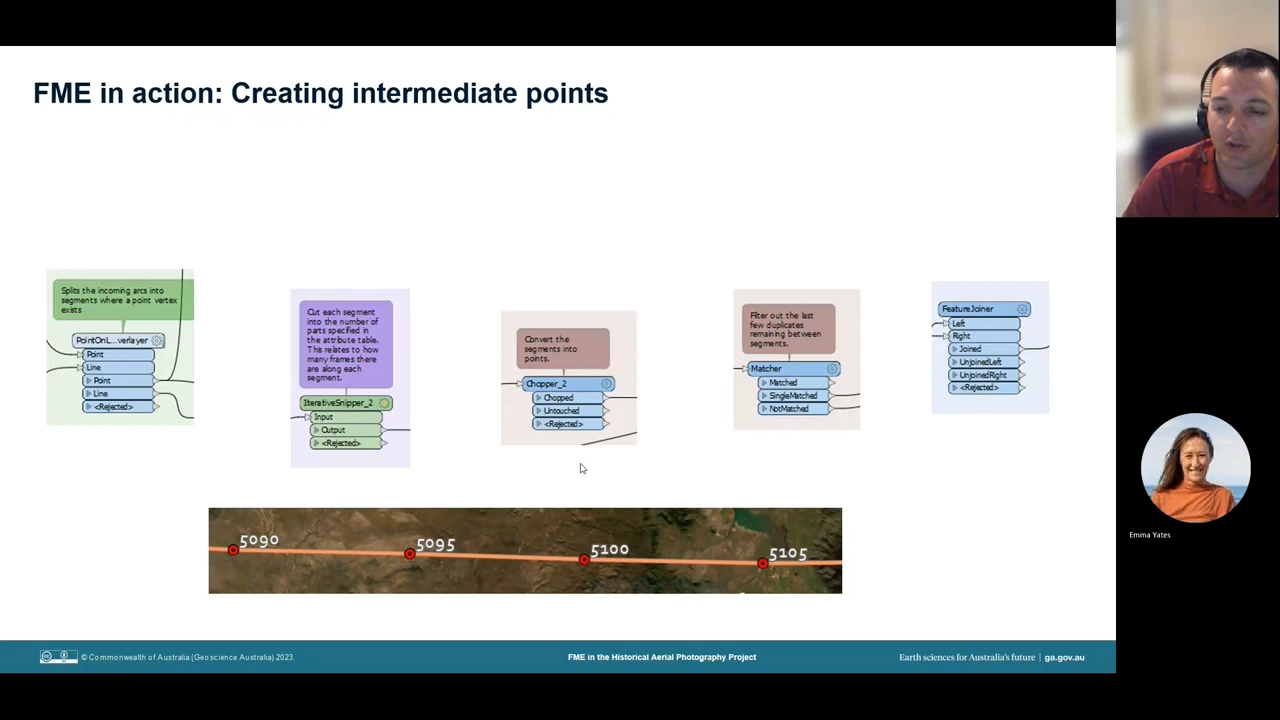 FME in action: Creating intermediate points
Splits the incoming arcs into
segments where a point vertex
exists
PointOnL...verlayer
Point
Line
Point
Line
<Rejected>
Cut each segment
into the number of
parts specified in
the attribute table.
This relates to how
many frames there
are along each
segment.
IterativeSnipper_2
Input
Output
<Rejected>
Convert the
segments into
points.
Chopper_2
Chopped
Untouched
<Rejected>
Filter out the last
few duplicates
remaining between
segments.
Matcher
Matched
SingleMatched
NotMatched
FeatureJoiner
Left
Right
Joined
UnjoinedLeft
UnjoinedRight
<Rejected>
5090
5095
5100
5105
Emma Yates
© Commonwealth of Australia (Geoscience Australia) 2023.
FME in the Historical Aerial Photography Project
Earth sciences for Australia's future | ga.gov.au